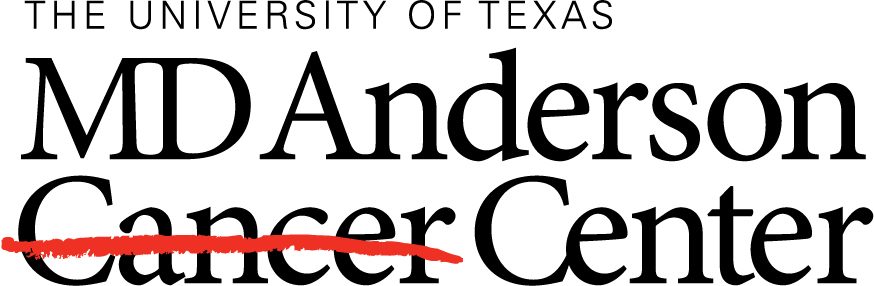 THE UNIVERSITY OF TEXAS
MD Anderson
Cancer Center